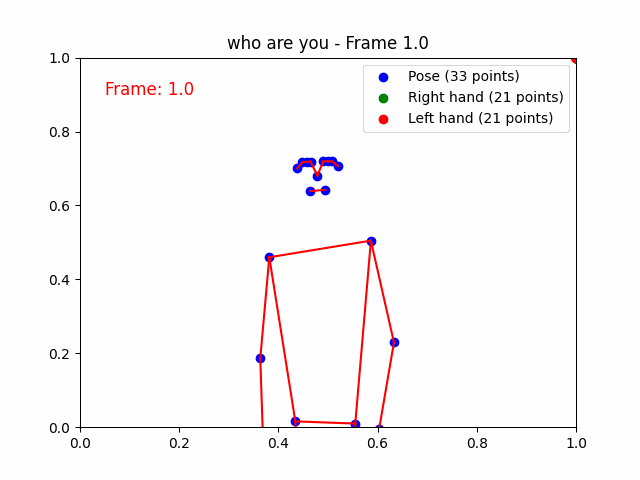 who are you - Frame 1.0
Frame: 1.0
Pose (33 points)
Right hand (21 points)
Left hand (21 points)
1.0
0.8
0.6
0.4
0.2
0.0
0.0 0.2 0.4 0.6 0.8 1.0